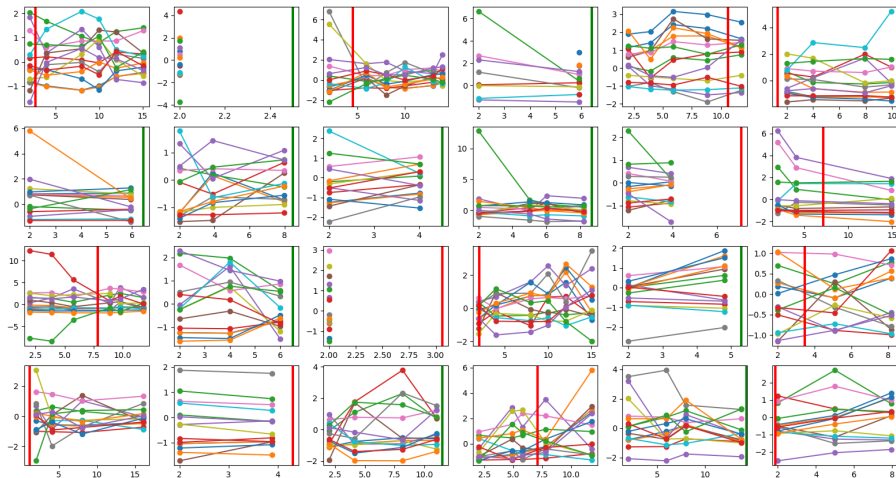 2 1 0 −1 5 10 15
4 2 0 −2 2.0 2.2 2.4
6 4 2 0 −2 5 10
6 4 2 0 2 3 4 5 6
3 2 1 0 −1 2.5 5.0 7.5 10.0
5 0 2 4 6 8 10
6 4 2 0 2 3 4 5 6
1 0 −1 2 4 6 8
2 1 0 −1 −2 2 3 4
10 5 0 2 4 6 8
2 1 0 −1 2 4 6
6 4 2 0 −2 5 10 15
10 5 0 −5 2.5 5.0 7.5 10.0
2 1 0 −1 2 3 4 5
2 0 2.00 2.25 2.50 2.75 3.00
2 0 −2 5 10 15
2 1 0 −1 −2 2 3 4 5
1.0 0.5 0.0 −0.5 −1.0 2 4 6 8
2 0 −2 5 10 15
2 1 0 −1 −2 2 3 4
4 2 0 −2 2.5 5.0 7.5 10.0
6 4 2 0 2.5 5.0 7.5 10.0
4 2 0 −2 5 10
2 1 0 −1 −2 2 4 6 8